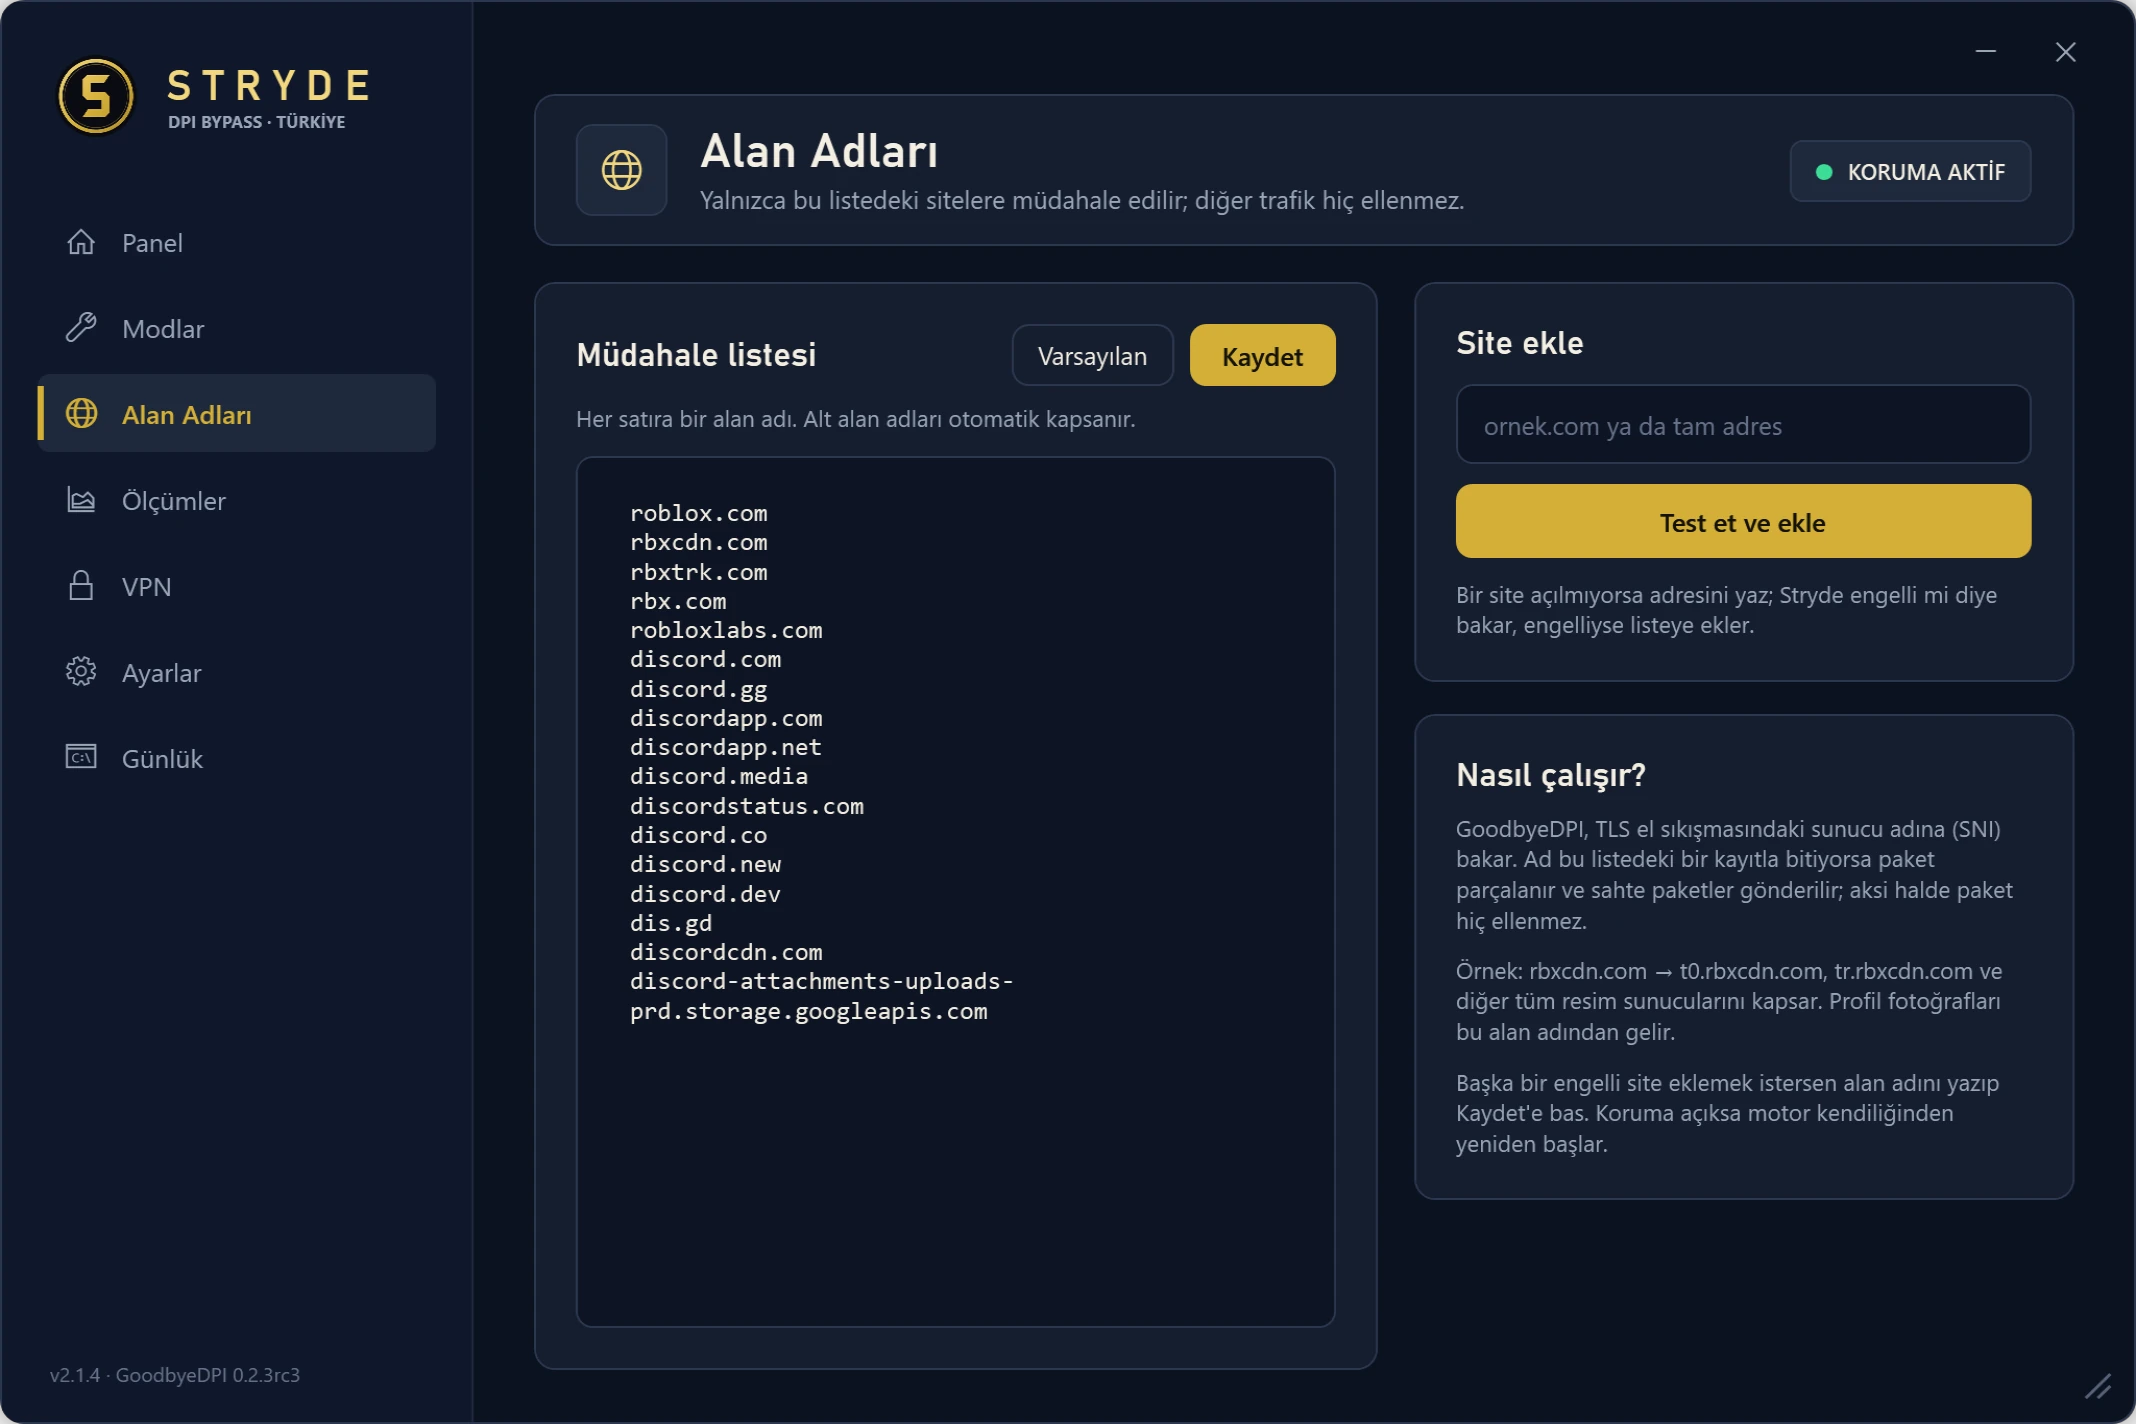 STRYDE
DPI BYPASS · TÜRKİYE
Panel
Modlar
Alan Adları
Ölçümler
VPN
Ayarlar
C:\
Günlük
v2.1.4 · GoodbyeDPI 0.2.3rc3
Alan Adları
Yalnızca bu listedeki sitelere müdahale edilir; diğer trafik hiç ellenmez.
KORUMA AKTİF
Müdahale listesi
Varsayılan
Kaydet
Her satıra bir alan adı. Alt alan adları otomatik kapsanır.
roblox.com
rbxcdn.com
rbxtrk.com
rbx.com
robloxlabs.com
discord.com
discord.gg
discordapp.com
discordapp.net
discord.media
discordstatus.com
discord.co
discord.new
discord.dev
dis.gd
discordcdn.com
discord-attachments-uploads-
prd.storage.googleapis.com
Site ekle
ornek.com ya da tam adres
Test et ve ekle
Bir site açılmıyorsa adresini yaz; Stryde engelli mi diye
bakar, engelliyse listeye ekler.
Nasıl çalışır?
GoodbyeDPI, TLS el sıkışmasındaki sunucu adına (SNI)
bakar. Ad bu listedeki bir kayıtla bitiyorsa paket
parçalanır ve sahte paketler gönderilir; aksi halde paket
hiç ellenmez.
Örnek: rbxcdn.com → t0.rbxcdn.com, tr.rbxcdn.com ve
diğer tüm resim sunucularını kapsar. Profil fotoğrafları
bu alan adından gelir.
Başka bir engelli site eklemek istersen alan adını yazıp
Kaydet'e bas. Koruma açıksa motor kendiliğinden
yeniden başlar.